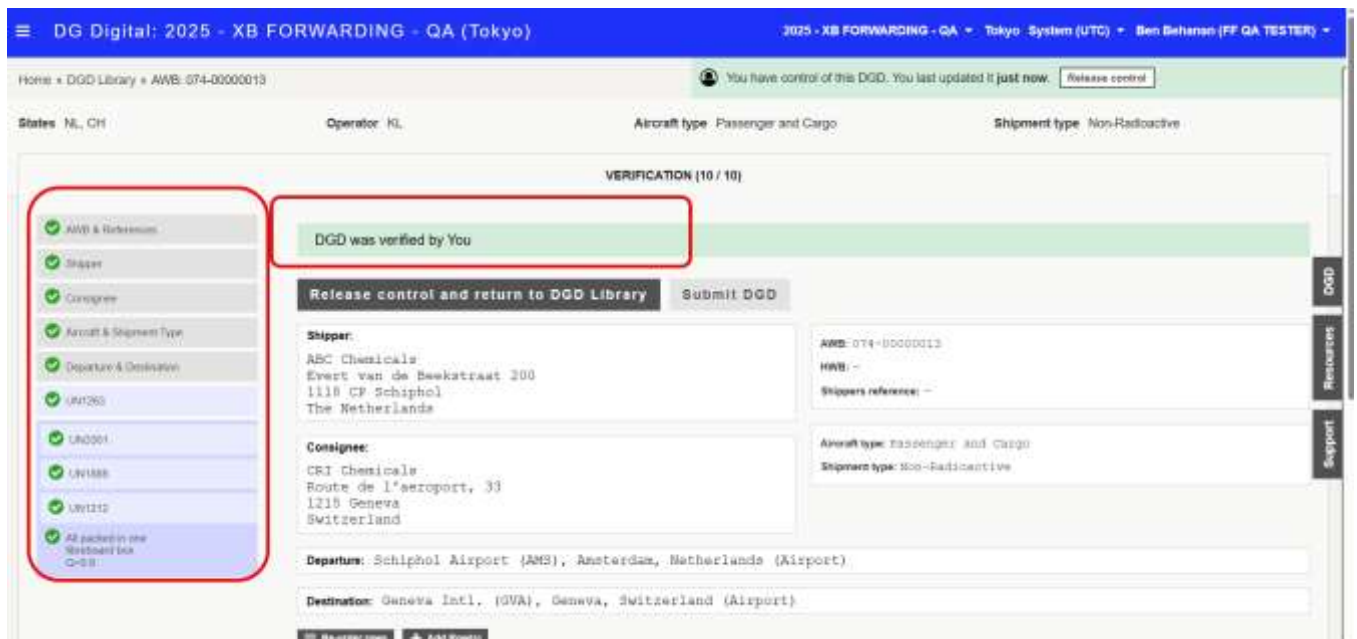 DG Digital: 2025 - XB FORWARDING - QA (Tokyo)
2025 - XB FORWARDING - QA Tokyo System (UTC) Ben Behanan (FF QA TESTER)
Home » DGD Library » AWB: 074-00000013
You have control of this DGD. You last updated it just now. Release control
States NL, CH
Operator KL
Aircraft type Passenger and Cargo
Shipment type Non-Radioactive
VERIFICATION (10 / 10)
AWB & References
Shipper
Consignee
Aircraft & Shipment Type
Departure & Destination
UN1263
UN1212
All packed in one
fibreboard box
DGD was verified by You
Release control and return to DGD Library
Submit DGD
Shipper:
ABC Chemicals
Evert van de Beekstraat 200
1118 CP Schiphol
The Netherlands
AWB: 074-00000013
HWB: -
Shippers reference: -
Consignee:
CRI Chemicals
Route de l'aeroport, 33
1215 Geneva
Switzerland
Aircraft type: Passenger and Cargo
Shipment type: Non-Radioactive
Departure: Schiphol Airport (AMS), Amsterdam, Netherlands (Airport)
Destination: Geneva Intl. (GVA), Geneva, Switzerland (Airport)
Re-order rows
Add Row(s)
DGD
Resources
Support